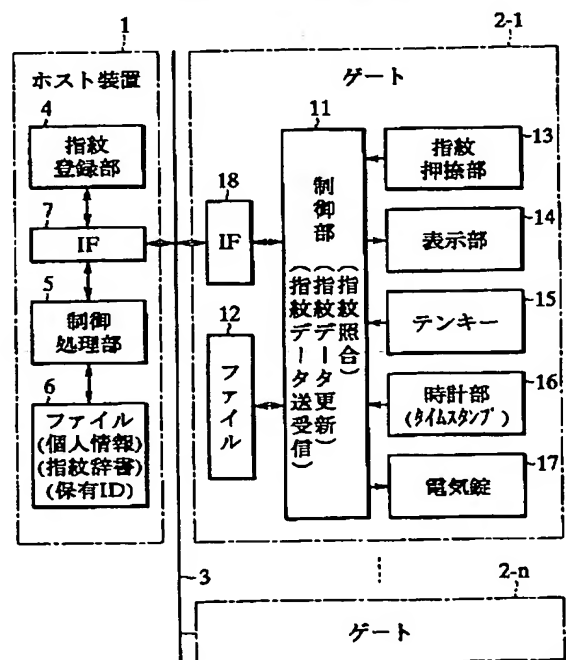 1
ホスト装置
4
指紋
登録部
7
IF
5
制御
処理部
6
ファイル
(個人情報)
(指紋辞書)
(保有ID)
3
2-1
ゲート
18
IF
12
ファイル
11
制御部
(指紋照合)
(指紋データ更新)
(指紋データ送受信)
指紋
押捺部
13
表示部
14
テンキー
15
時計部
(タイムスタンプ)
16
電気錠
17
2-n
ゲート